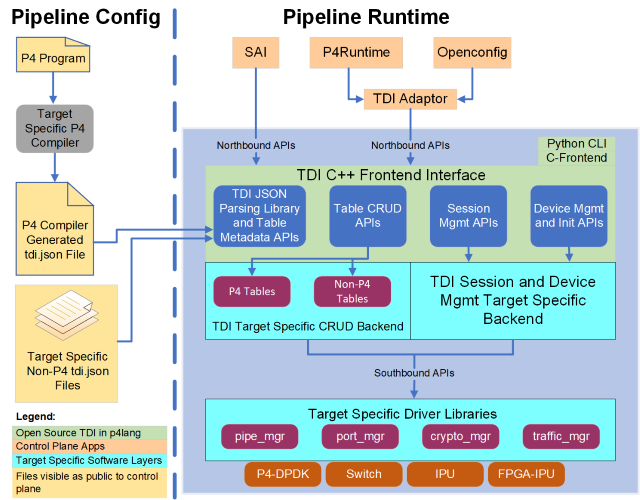 Pipeline Config
Pipeline Runtime
P4 Program
Target
Specific P4
Compiler
P4 Compiler
Generated
tdi.json File
Target Specific
Non-P4 tdi.json
Files
SAI
P4Runtime
Openconfig
TDI Adaptor
Northbound APIs
Northbound APIs
Python CLI
C-Frontend
TDI C++ Frontend Interface
TDI JSON
Parsing Library
and Table
Metadata APIs
Table CRUD
APIs
Session
Mgmt APIs
Device Mgmt
and Init APIs
P4 Tables
Non-P4
Tables
TDI Target Specific CRUD Backend
TDI Session and Device
Mgmt Target Specific
Backend
Southbound APIs
Target Specific Driver Libraries
pipe_mgr
port_mgr
crypto_mgr
traffic_mgr
P4-DPDK
Switch
IPU
FPGA-IPU
Legend:
Open Source TDI in p4lang
Control Plane Apps
Target Specific Software Layers
Files visible as public to control
plane